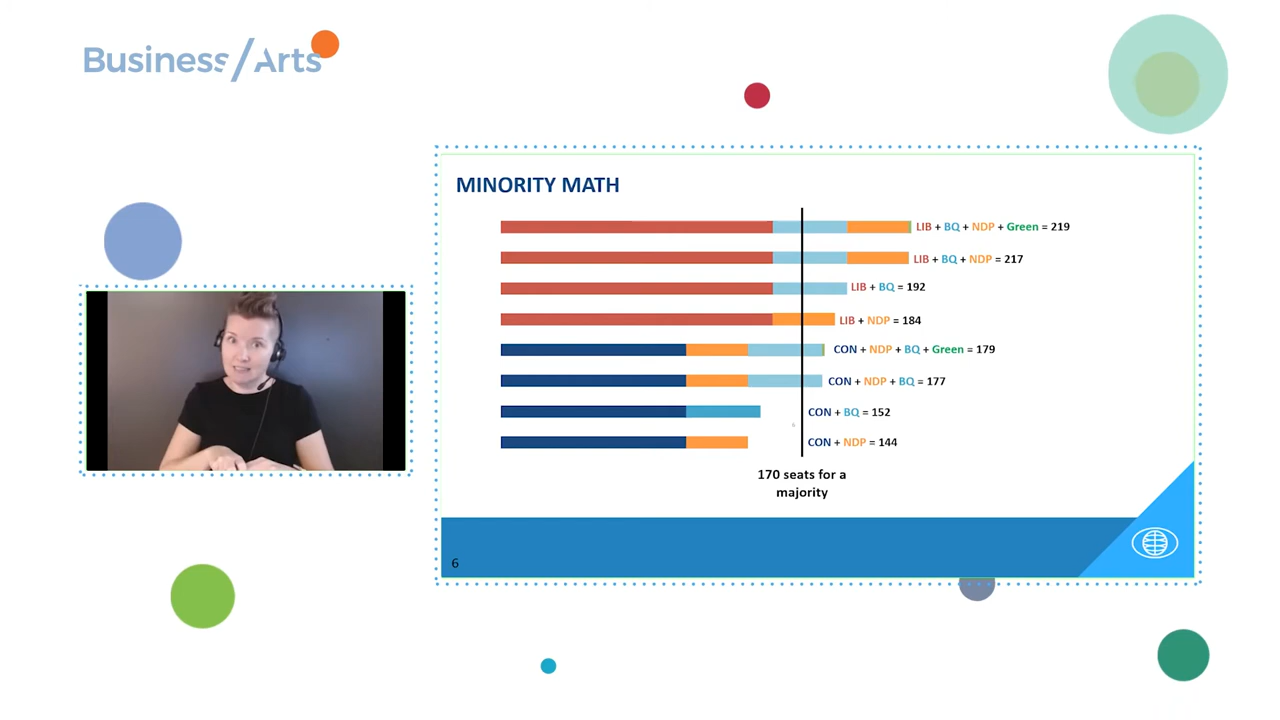 Business/Arts
MINORITY MATH
LIB + BQ + NDP + Green = 219
LIB + BQ + NDP = 217
LIB + BQ = 192
LIB + NDP = 184
CON + NDP + BQ + Green = 179
CON + NDP + BQ = 177
CON + BQ = 152
CON + NDP = 144
170 seats for a
majority
6